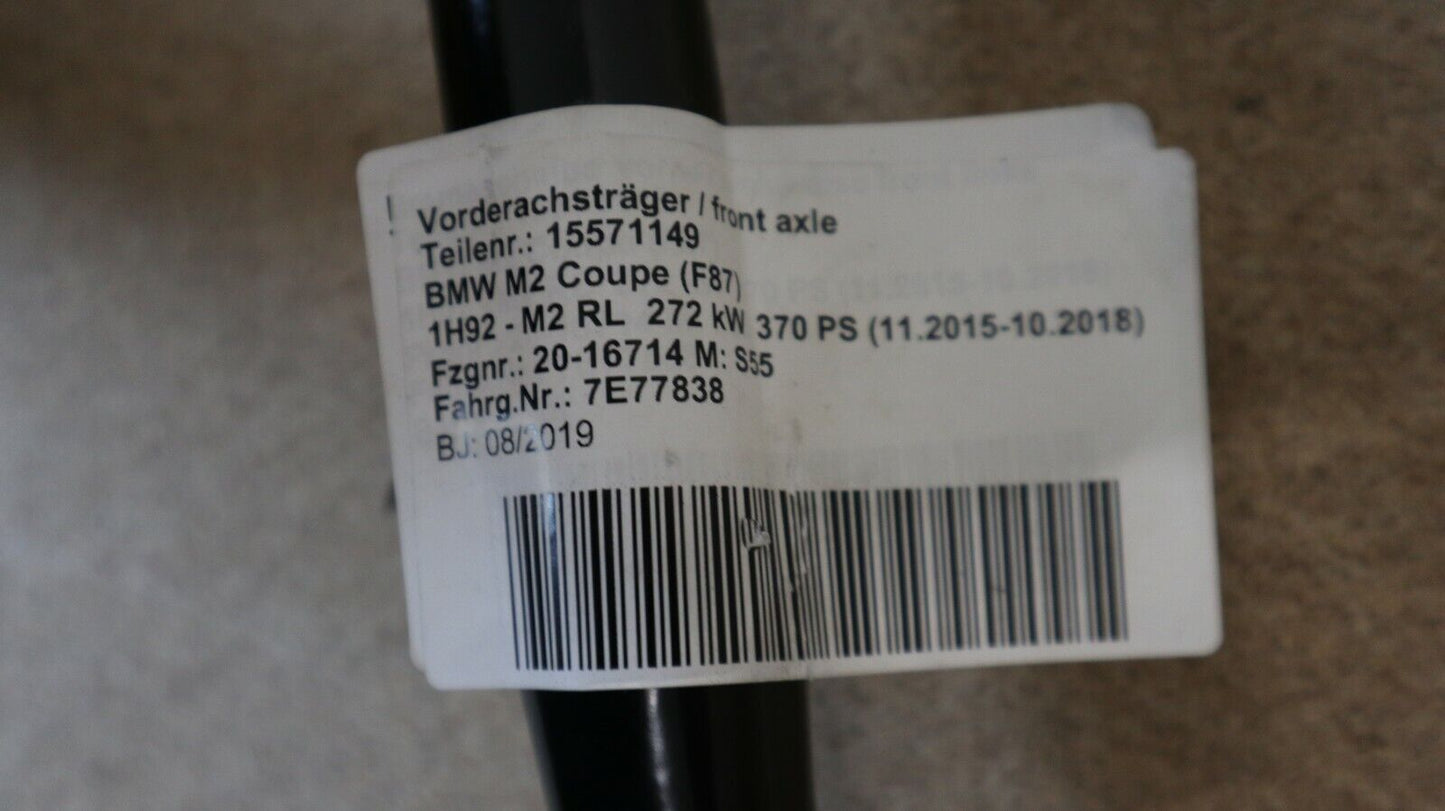 ! Vorderachsträger / front axle
Teilenr.: 15571149
BMW M2 Coupe (F87)
1H92 - M2 RL 272 kW 370 PS (11.2015-10.2018)
Fzgnr.: 20-16714 M: S55
Fahrg.Nr.: 7E77838
BJ: 08/2019